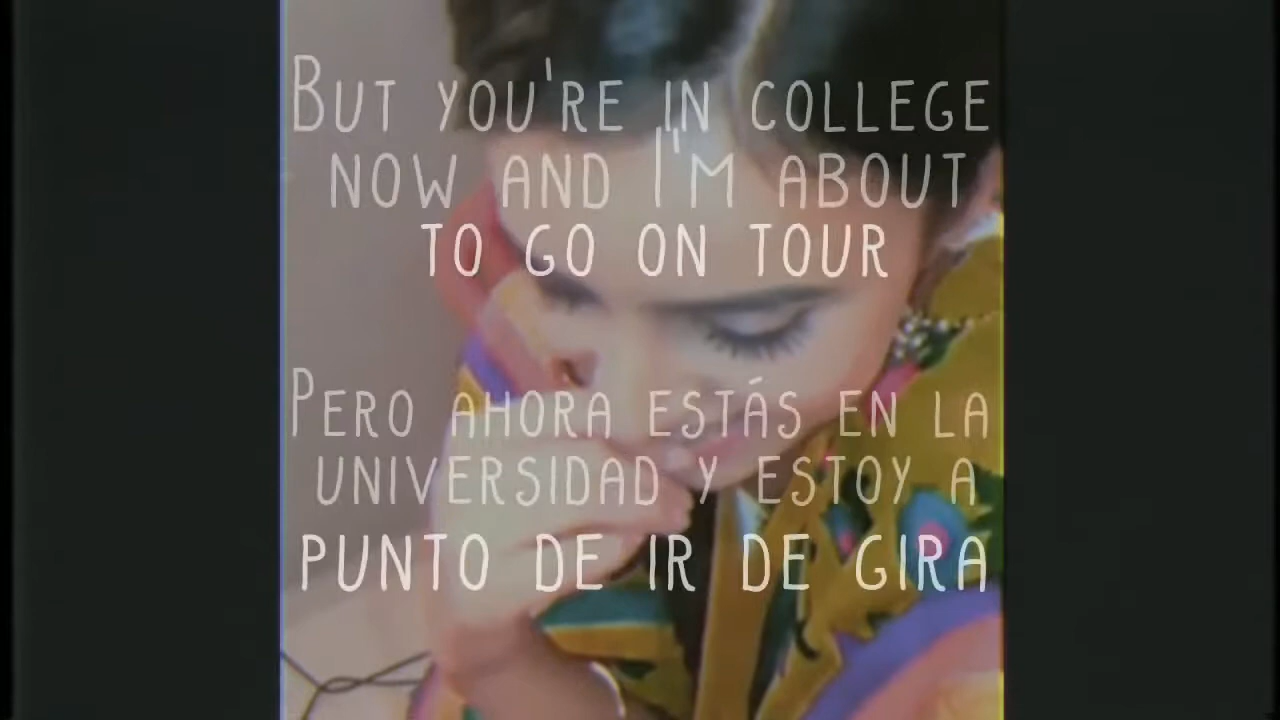 But you're in college
now and I'm about
to go on tour
Pero ahora estás en la
universidad y estoy a
punto de ir de gira